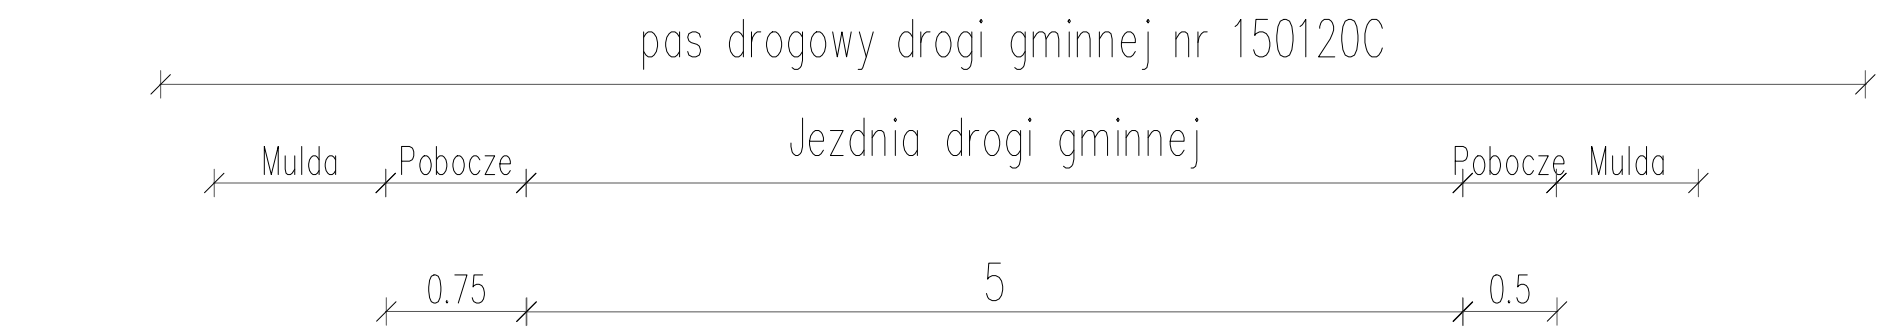 pas drogowy drogi gminnej nr 150120C
Jezdnia drogi gminnej
Mulda Pobocze Pobocze Mulda
0.75 5 0.5